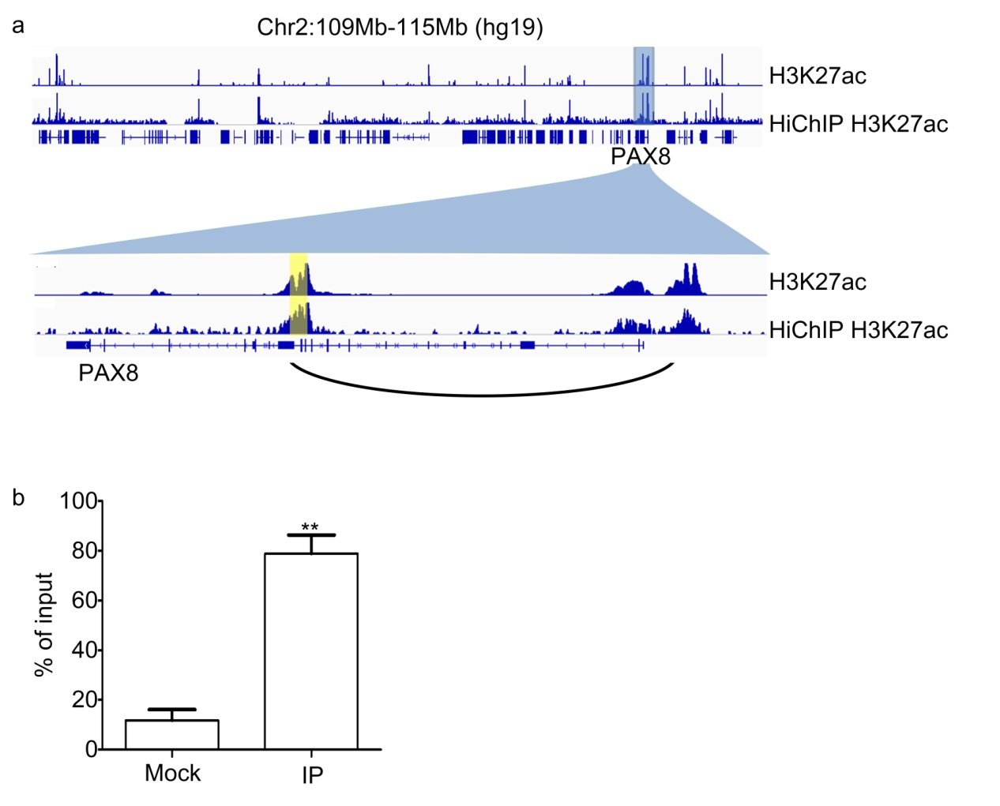 a
Chr2:109Mb-115Mb (hg19)
H3K27ac
HiChIP H3K27ac
PAX8
H3K27ac
HiChIP H3K27ac
PAX8
b
100
80
60
40
20
0
% of input
**
Mock
IP